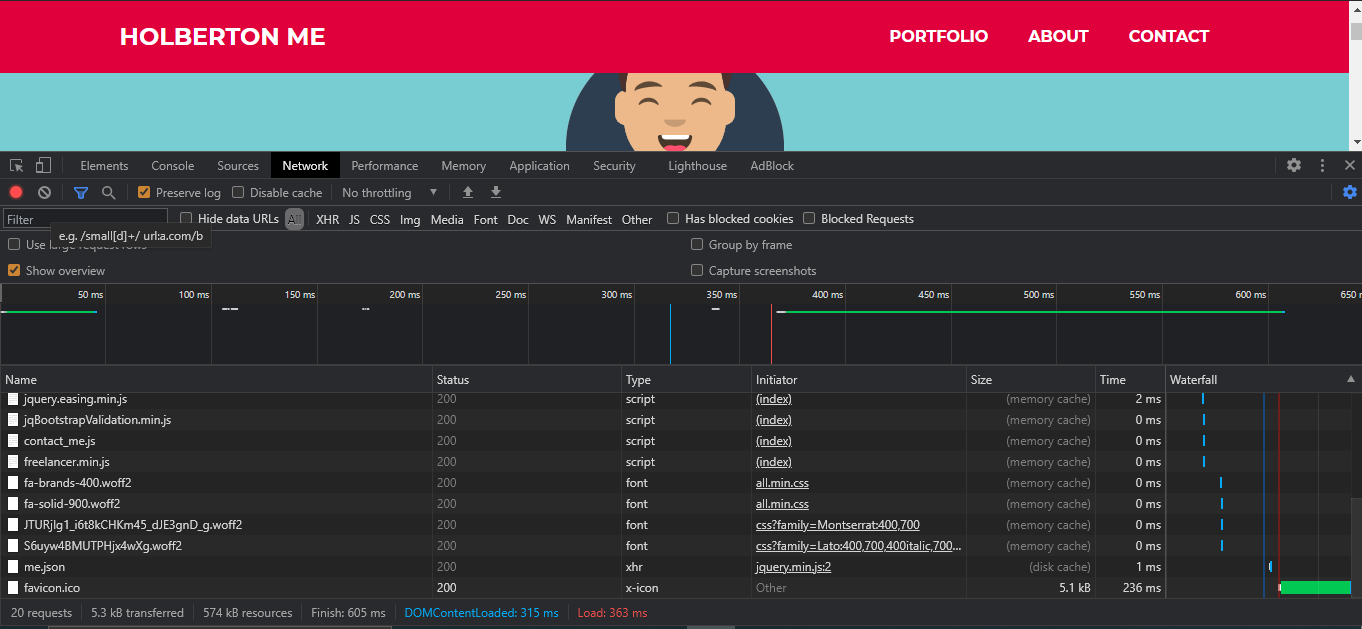 HOLBERTON ME PORTFOLIO ABOUT CONTACT
Elements Console Sources Network Performance Memory Application Security Lighthouse AdBlock
Preserve log Disable cache No throttling
Filter Hide data URLs All XHR JS CSS Img Media Font Doc WS Manifest Other Has blocked cookies Blocked Requests
e.g. /small[d]+/ url:a.com/b
Use large request rows Group by frame
Show overview Capture screenshots
50 ms 100 ms 150 ms 200 ms 250 ms 300 ms 350 ms 400 ms 450 ms 500 ms 550 ms 600 ms 650 m
Name Status Type Initiator Size Time Waterfall
jquery.easing.min.js 200 script (index) (memory cache) 2 ms
jqBootstrapValidation.min.js 200 script (index) (memory cache) 0 ms
contact_me.js 200 script (index) (memory cache) 0 ms
freelancer.min.js 200 script (index) (memory cache) 0 ms
fa-brands-400.woff2 200 font all.min.css (memory cache) 0 ms
fa-solid-900.woff2 200 font all.min.css (memory cache) 0 ms
JTURjIg1_i6t8kCHKm45_dJE3gnD_g.woff2 200 font css?family=Montserrat:400,700 (memory cache) 0 ms
S6uyw4BMUTPHjx4wXg.woff2 200 font css?family=Lato:400,700,400italic,700... (memory cache) 0 ms
me.json 200 xhr jquery.min.js:2 (disk cache) 1 ms
favicon.ico 200 x-icon Other 5.1 kB 236 ms
20 requests 5.3 kB transferred 574 kB resources Finish: 605 ms DOMContentLoaded: 315 ms Load: 363 ms